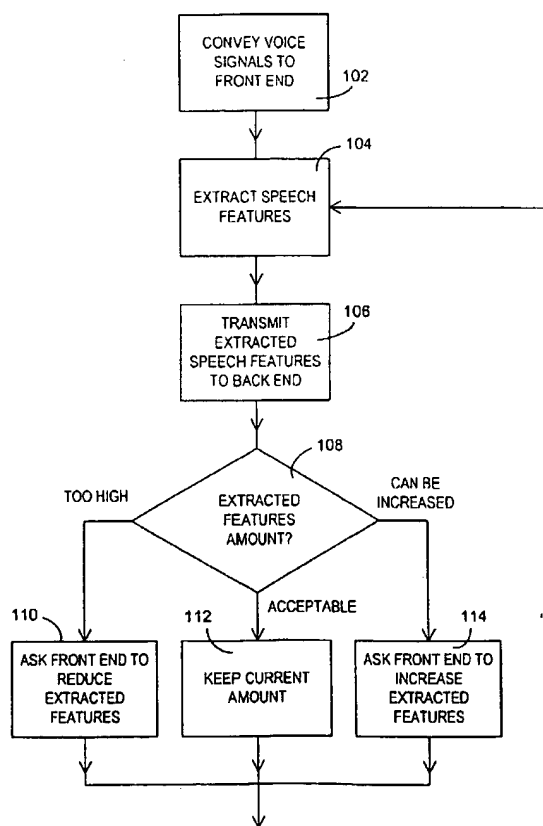 CONVEY VOICE
SIGNALS TO
FRONT END
102
104
EXTRACT SPEECH
FEATURES
106
TRANSMIT
EXTRACTED
SPEECH FEATURES
TO BACK END
108
TOO HIGH
CAN BE
INCREASED
EXTRACTED
FEATURES
AMOUNT?
ACCEPTABLE
110
ASK FRONT END TO
REDUCE
EXTRACTED
FEATURES
112
KEEP CURRENT
AMOUNT
114
ASK FRONT END TO
INCREASE
EXTRACTED
FEATURES